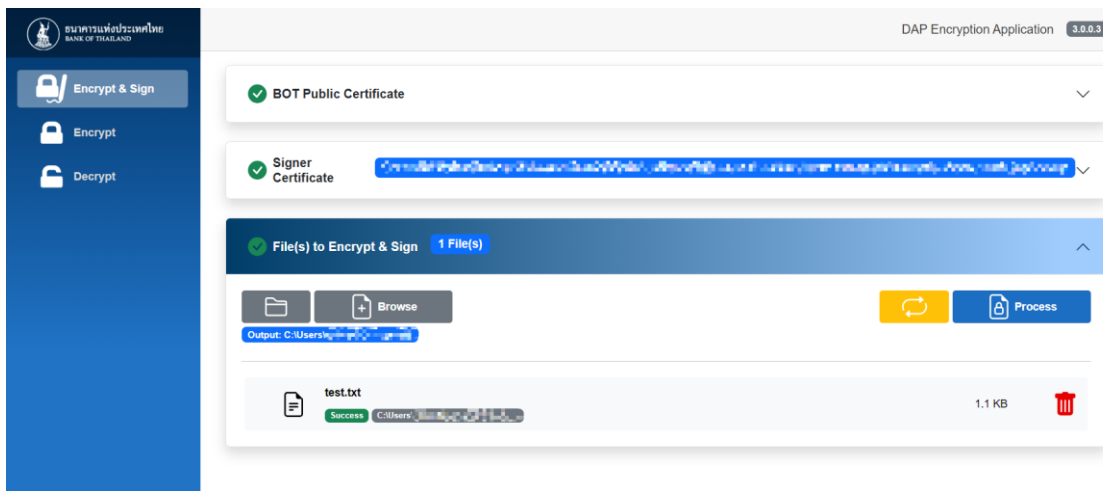 ธนาคารแห่งประเทศไทย
BANK OF THAILAND
DAP Encryption Application 3.0.0.3
Encrypt & Sign
Encrypt
Decrypt
BOT Public Certificate
Signer
Certificate
File(s) to Encrypt & Sign 1 File(s)
Browse
Process
Output: C:\Users\
test.txt
Success C:\Users\
1.1 KB